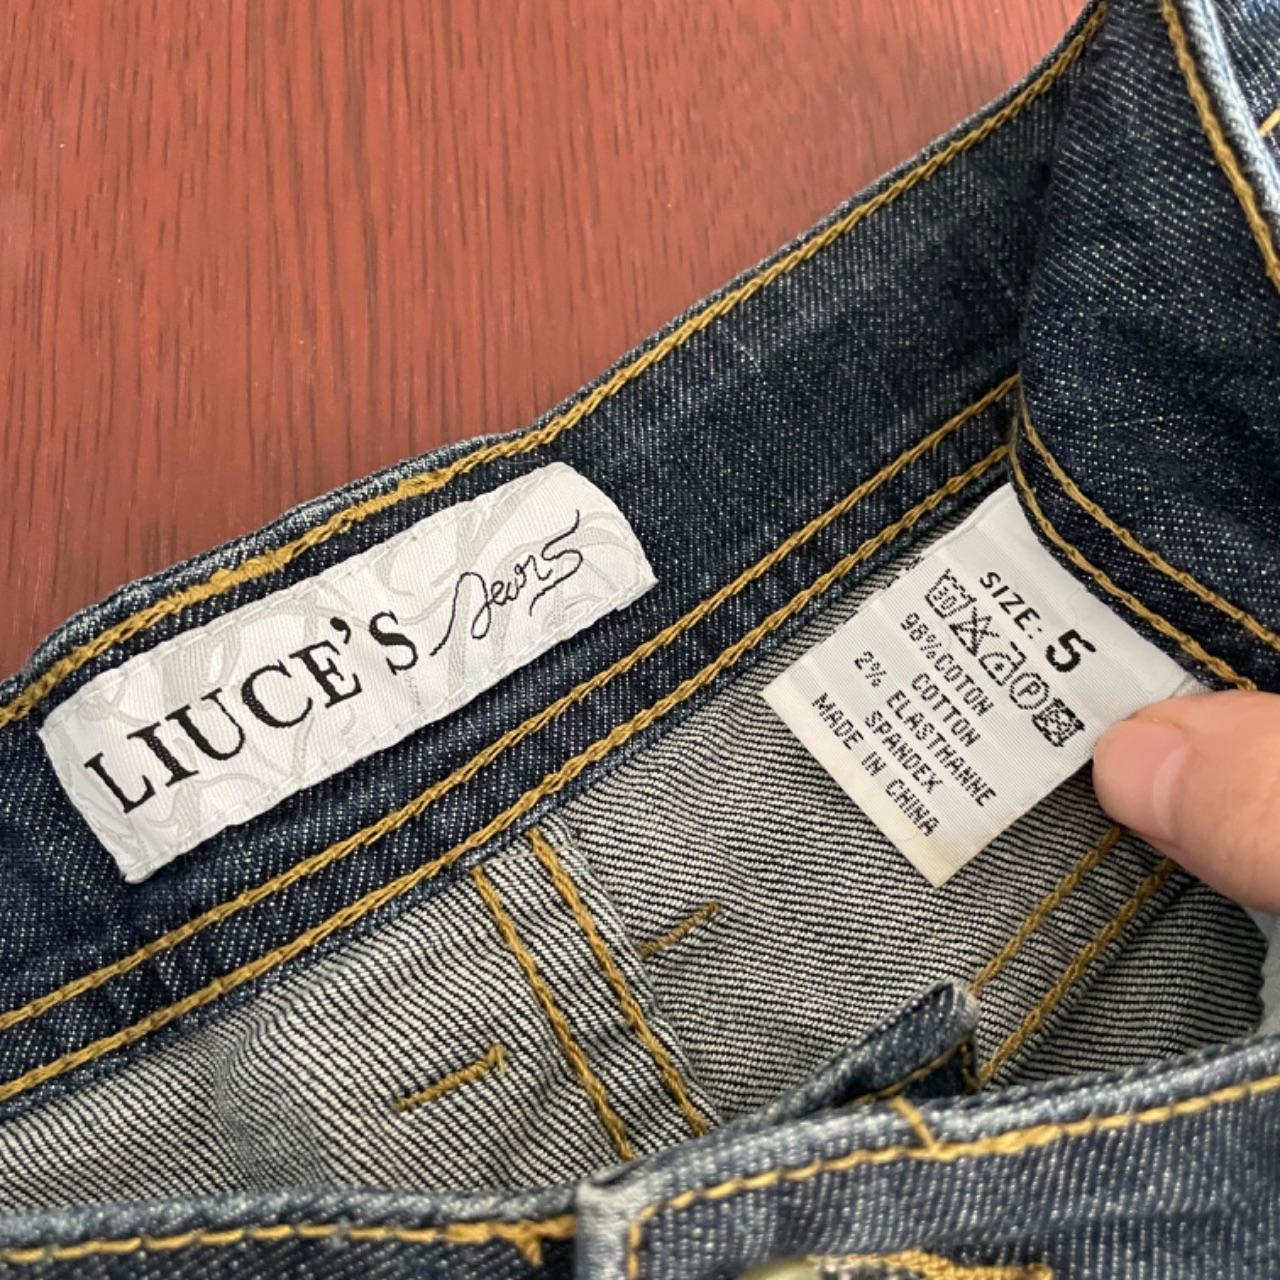 LIUCE's Jeans
SIZE: 5
98% COTON
COTTON
2% ELASTHANNE
SPANDEX
MADE IN CHINA